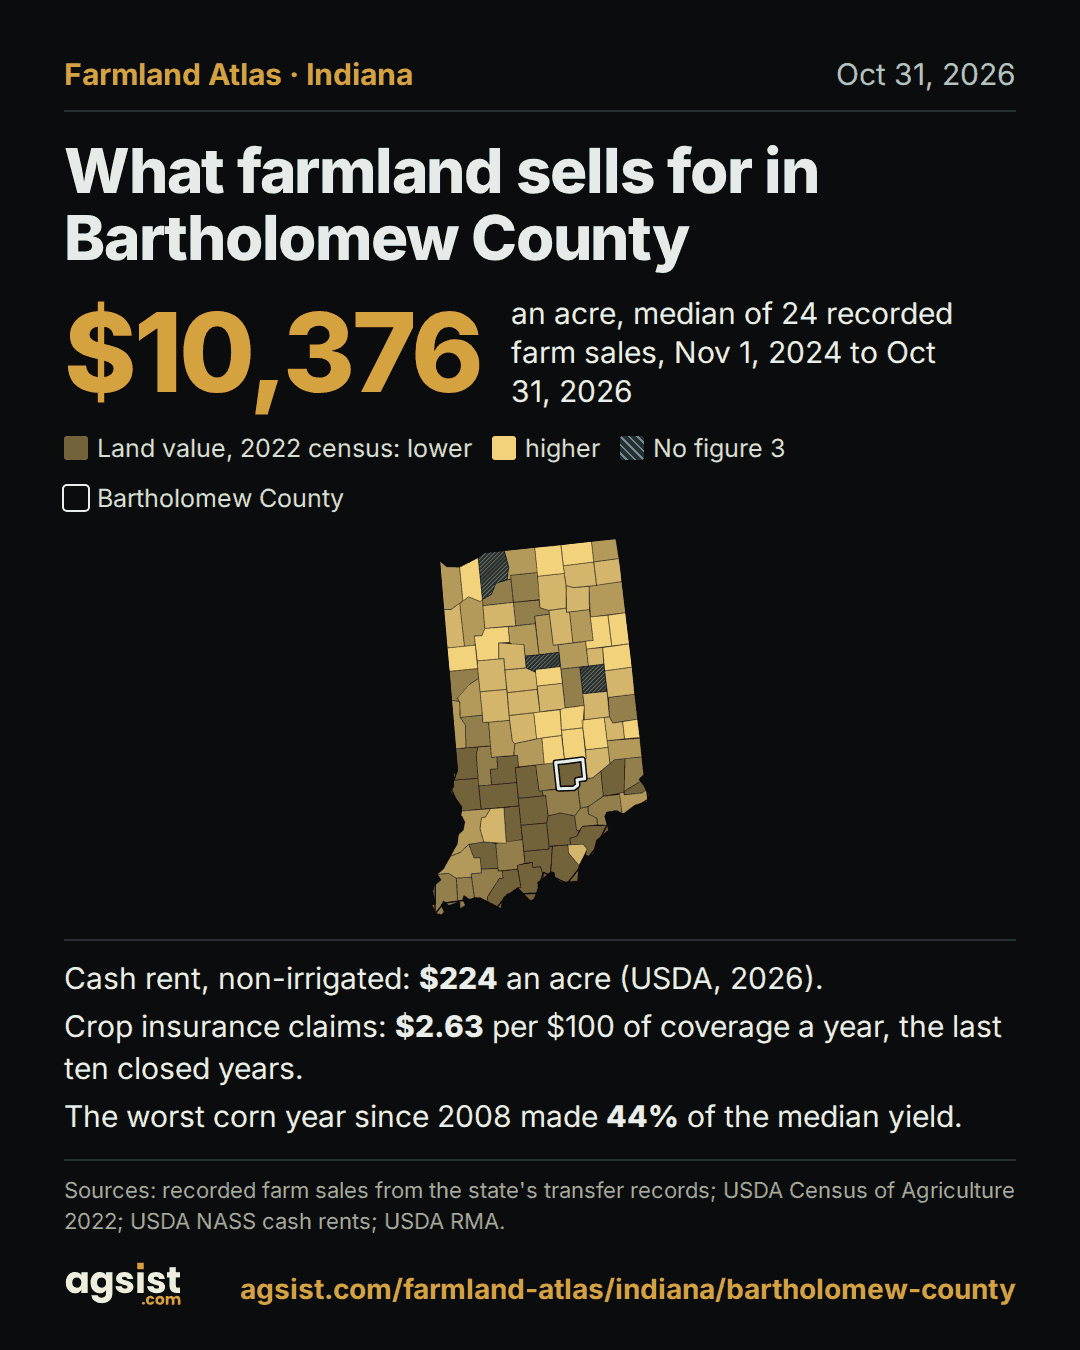 Farmland Atlas · Indiana
Oct 31, 2026
What farmland sells for in
Bartholomew County
$10,376
an acre, median of 24 recorded
farm sales, Nov 1, 2024 to Oct
31, 2026
Land value, 2022 census: lower
higher
No figure 3
Bartholomew County
Cash rent, non-irrigated: $224 an acre (USDA, 2026).
Crop insurance claims: $2.63 per $100 of coverage a year, the last
ten closed years.
The worst corn year since 2008 made 44% of the median yield.
Sources: recorded farm sales from the state's transfer records; USDA Census of Agriculture
2022; USDA NASS cash rents; USDA RMA.
agsist
.com
agsist.com/farmland-atlas/indiana/bartholomew-county